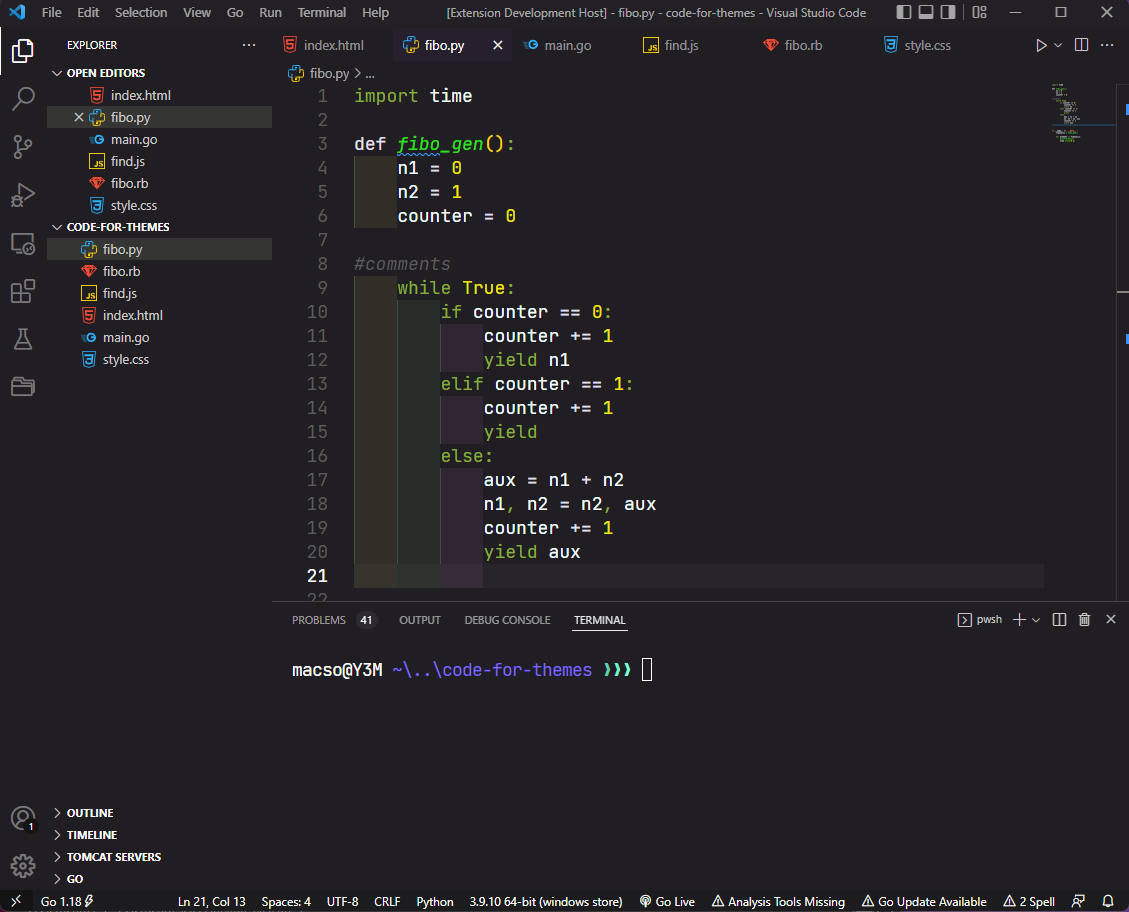 File Edit Selection View Go Run Terminal Help [Extension Development Host] - fibo.py - code-for-themes - Visual Studio Code
EXPLORER
OPEN EDITORS
index.html
fibo.py
main.go
find.js
fibo.rb
style.css
CODE-FOR-THEMES
fibo.py
fibo.rb
find.js
index.html
main.go
style.css
OUTLINE
TIMELINE
TOMCAT SERVERS
GO
index.html fibo.py main.go find.js fibo.rb style.css
fibo.py > ...
1 import time
2
3 def fibo_gen():
4 n1 = 0
5 n2 = 1
6 counter = 0
7
8 #comments
9 while True:
10 if counter == 0:
11 counter += 1
12 yield n1
13 elif counter == 1:
14 counter += 1
15 yield
16 else:
17 aux = n1 + n2
18 n1, n2 = n2, aux
19 counter += 1
20 yield aux
21
22
PROBLEMS 41 OUTPUT DEBUG CONSOLE TERMINAL pwsh
macso@Y3M ~\..\code-for-themes ❯❯❯
1
Go 1.18 Ln 21, Col 13 Spaces: 4 UTF-8 CRLF Python 3.9.10 64-bit (windows store) Go Live Analysis Tools Missing Go Update Available 2 Spell